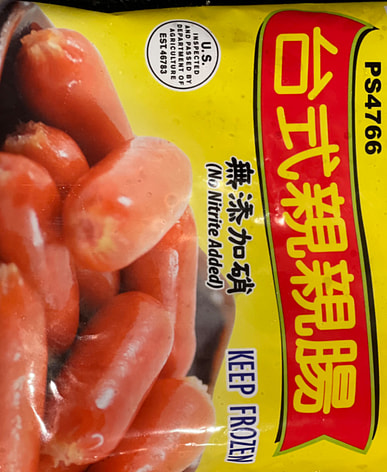 PS4766
台式親親腸
U.S.
INSPECTED
AND PASSED BY
DEPARTMENT OF
AGRICULTURE
EST. 46783
無添加硝
(No Nitrite Added)
KEEP FROZEN